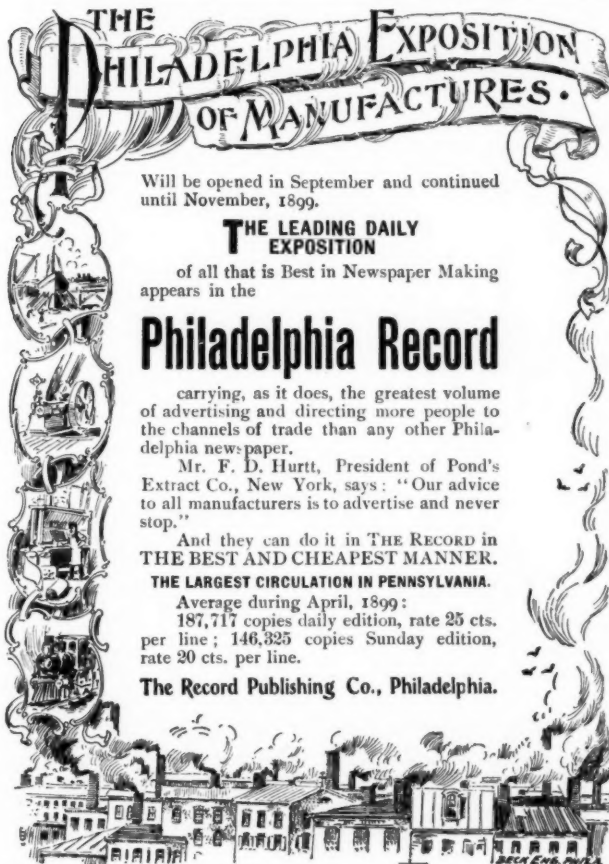 THE
PHILADELPHIA EXPOSITION
OF MANUFACTURES.
Will be opened in September and continued
until November, 1899.
THE LEADING DAILY
EXPOSITION
of all that is Best in Newspaper Making
appears in the
Philadelphia Record
carrying, as it does, the greatest volume
of advertising and directing more people to
the channels of trade than any other Phila-
delphia newspaper.
Mr. F. D. Hurtt, President of Pond's
Extract Co., New York, says: "Our advice
to all manufacturers is to advertise and never
stop."
And they can do it in THE RECORD in
THE BEST AND CHEAPEST MANNER.
THE LARGEST CIRCULATION IN PENNSYLVANIA.
Average during April, 1899:
187,717 copies daily edition, rate 25 cts.
per line; 146,325 copies Sunday edition,
rate 20 cts. per line.
The Record Publishing Co., Philadelphia.